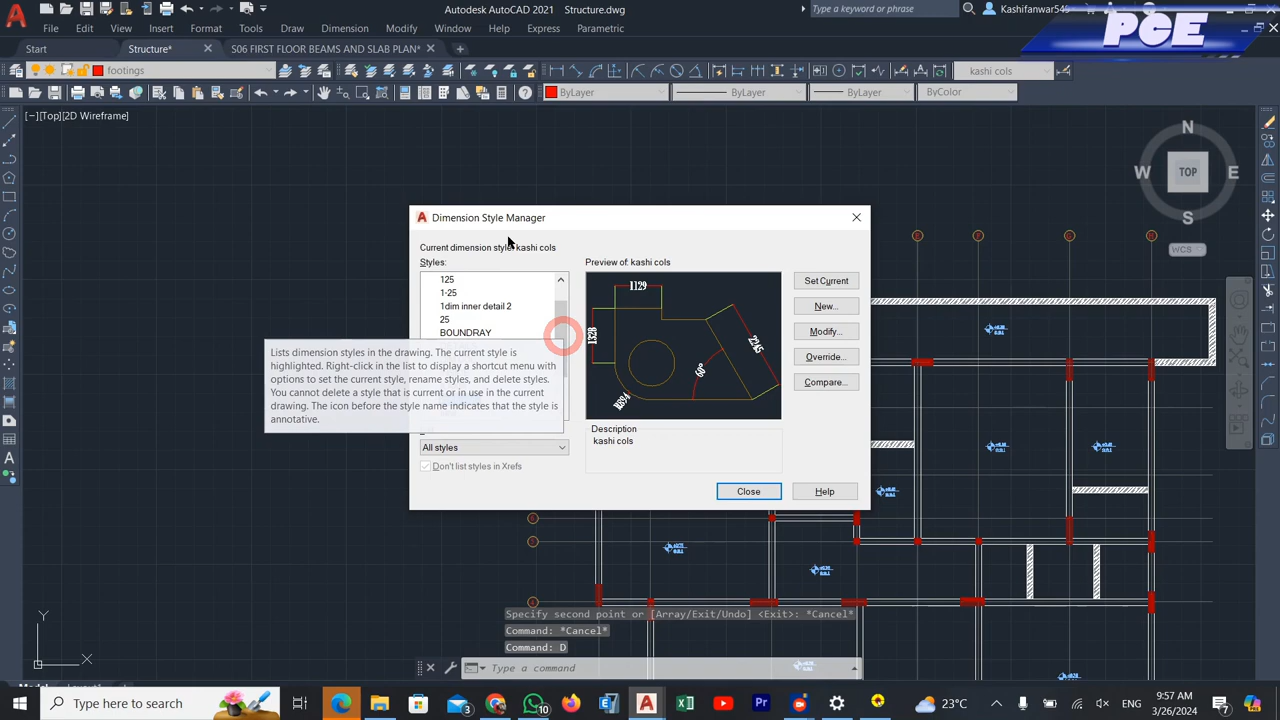 Autodesk AutoCAD 2021 Structure.dwg
Type a keyword or phrase
Kashifanwar545
PCE
File Edit View Insert Format Tools Draw Dimension Modify Window Help Express Parametric
Start Structure* S06 FIRST FLOOR BEAMS AND SLAB PLAN*
footings
kashi cols
ByLayer ByLayer ByLayer ByColor
[−][Top][2D Wireframe]
N
W TOP E
S
WCS
Dimension Style Manager
Current dimension style: kashi cols
Styles:
125
1-25
1dim inner detail 2
25
BOUNDRAY
Lists dimension styles in the drawing. The current style is
highlighted. Right-click in the list to display a shortcut menu with
options to set the current style, rename styles, and delete styles.
You cannot delete a style that is current or in use in the current
drawing. The icon before the style name indicates that the style is
annotative.
All styles
Don't list styles in Xrefs
Preview of: kashi cols
1129
1328
2245
60°
R894
Description
kashi cols
Set Current
New...
Modify...
Override...
Compare...
Close
Help
Specify second point or [Array/Exit/Undo] <Exit>: *Cancel*
Command: *Cancel*
Command: D
Type a command
Y
X
Type here to search
3
10
23°C
ENG
9:57 AM
3/26/2024
7